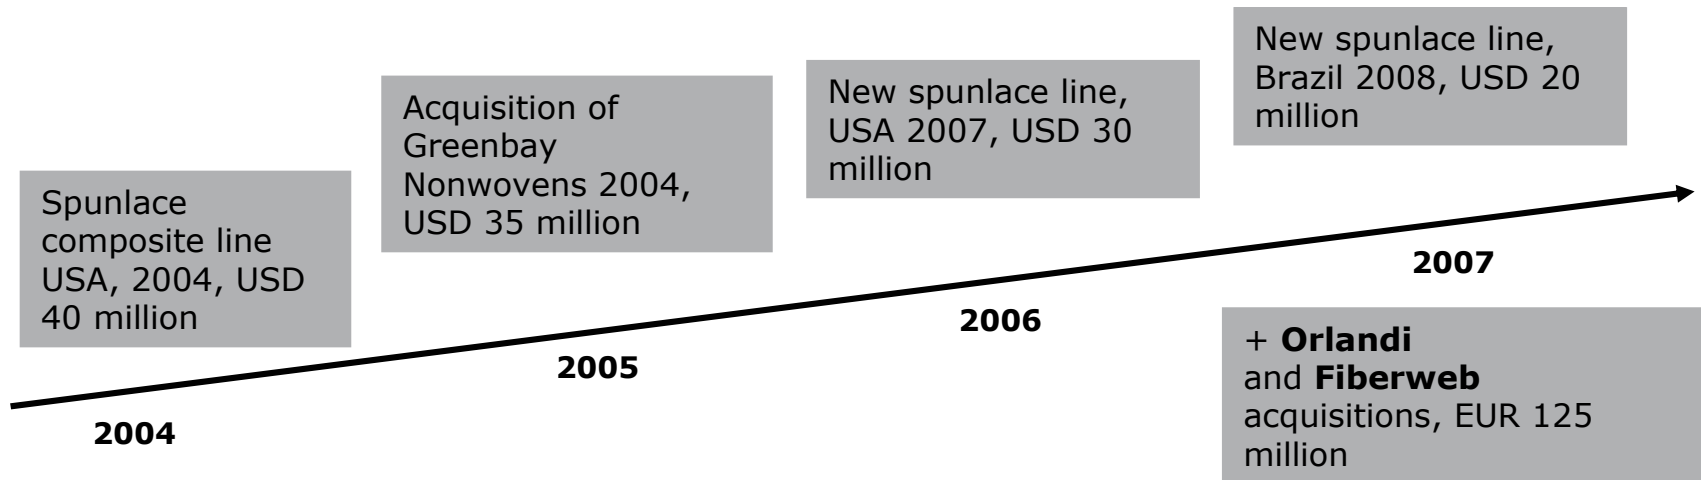 Spunlace
composite line
USA, 2004, USD
40 million
Acquisition of
Greenbay
Nonwovens 2004,
USD 35 million
New spunlace line,
USA 2007, USD 30
million
New spunlace line,
Brazil 2008, USD 20
million
2004
2005
2006
2007
+ Orlandi
and Fiberweb
acquisitions, EUR 125
million